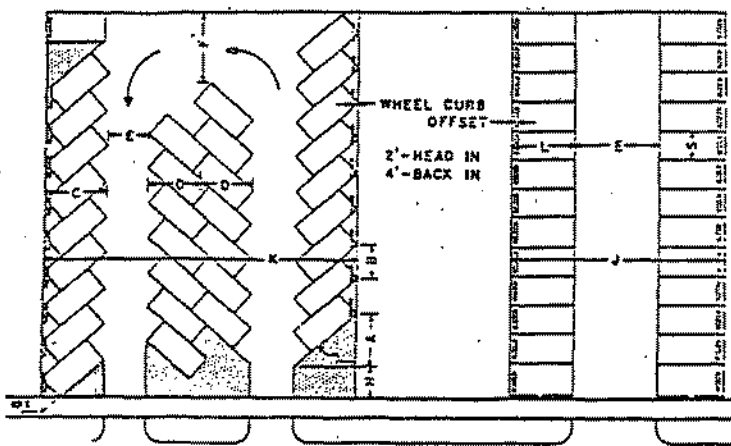 WHEEL CURB
OFFSET
2'-HEAD IN
4'-BACK IN
E
L
E
S
C
D
D
K
B
J
A
H